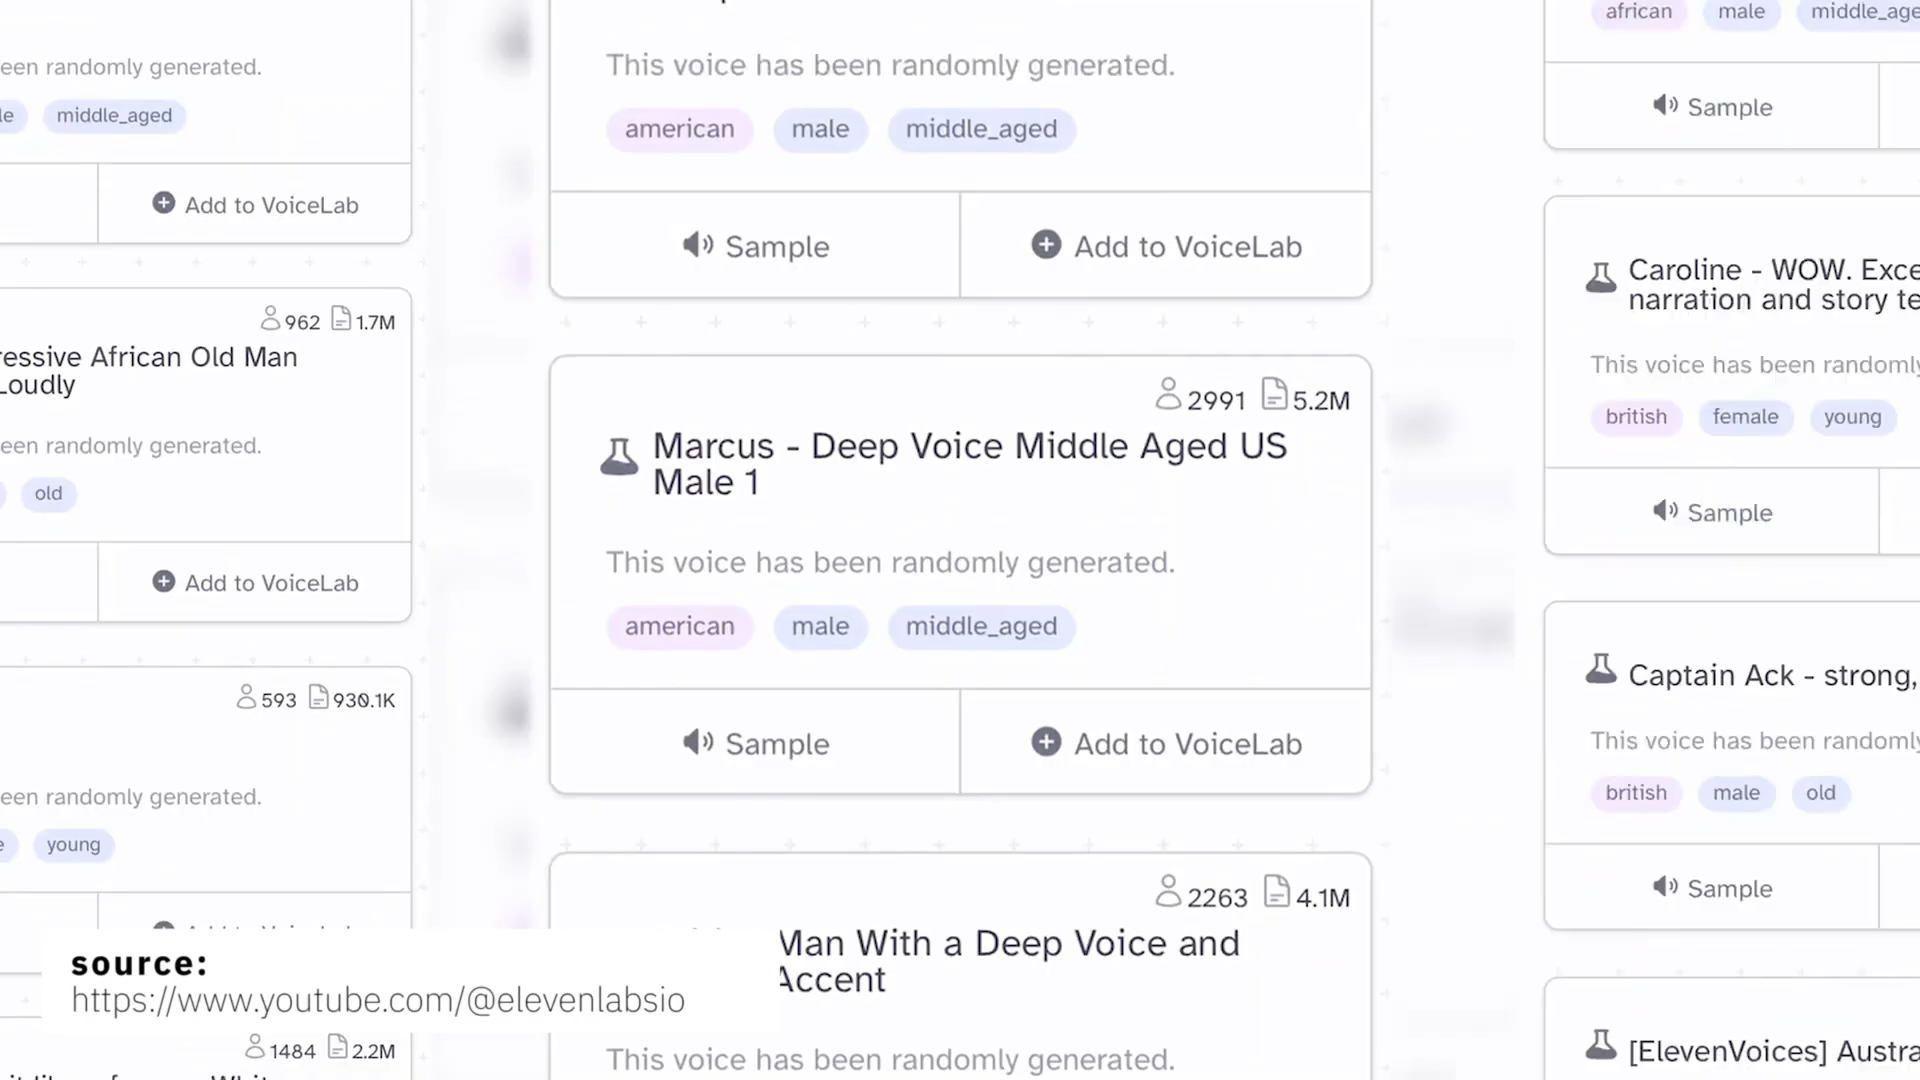 een randomly generated.
middle_aged
Add to VoiceLab
962 1.7M
African Old Man
Loudly
een randomly generated.
old
Add to VoiceLab
593 930.1K
een randomly generated.
young
1484 2.2M
This voice has been randomly generated.
american male middle_aged
Sample Add to VoiceLab
2991 5.2M
Marcus - Deep Voice Middle Aged US
Male 1
This voice has been randomly generated.
american male middle_aged
Sample Add to VoiceLab
2263 4.1M
Man With a Deep Voice and
Accent
This voice has been randomly generated.
african male middle_age
Sample
Caroline - WOW. Exce
narration and story te
This voice has been randomly
british female young
Sample
Captain Ack - strong,
This voice has been randomly
british male old
Sample
[ElevenVoices] Austra
source:
https://www.youtube.com/@elevenlabsio